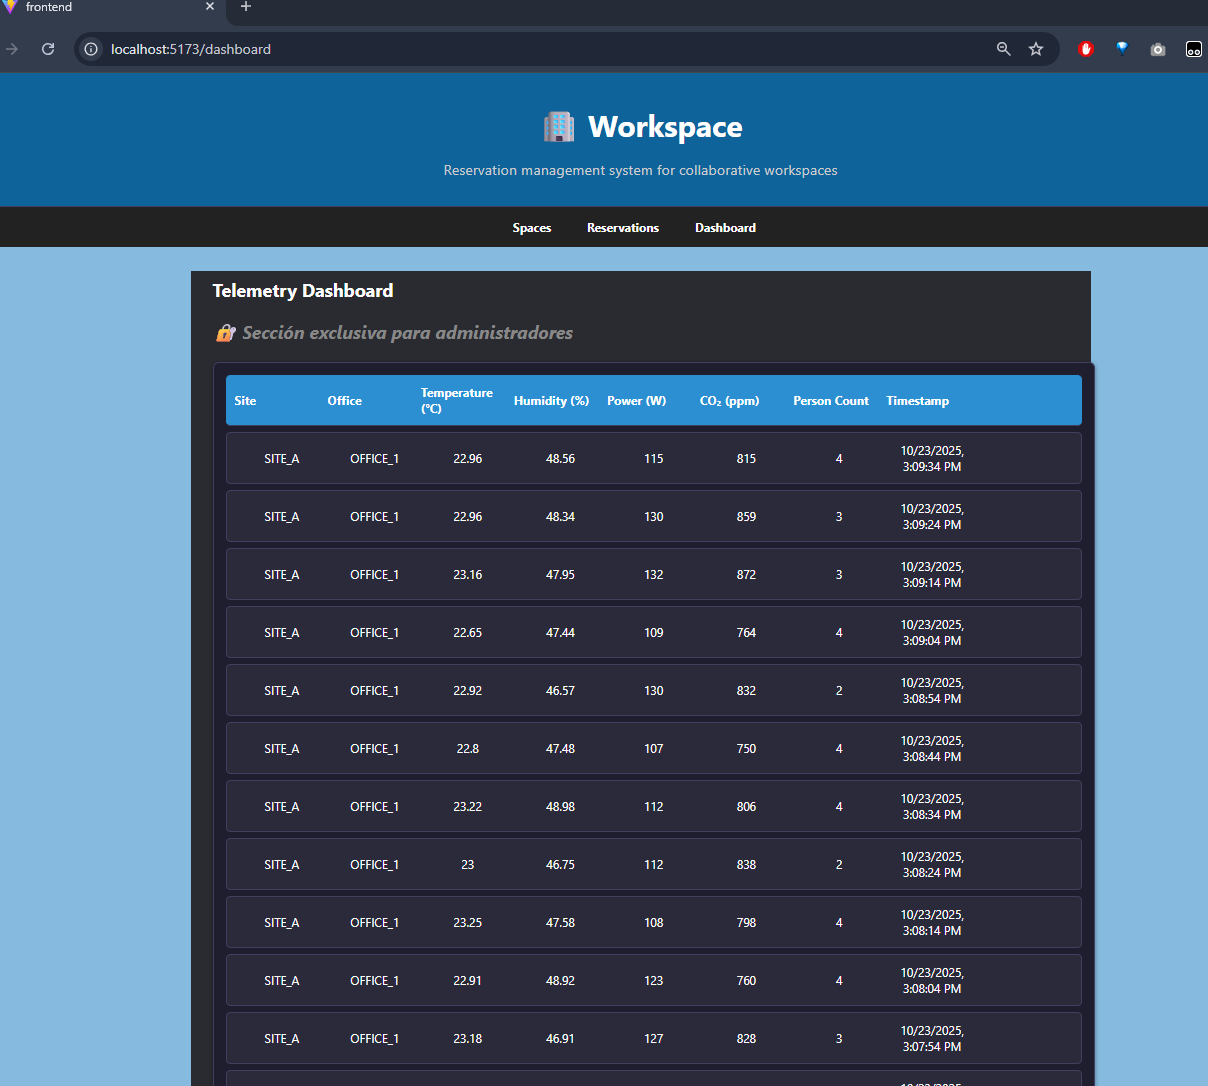 frontend
localhost:5173/dashboard
Workspace
Reservation management system for collaborative workspaces
Spaces Reservations Dashboard
Telemetry Dashboard
Sección exclusiva para administradores
Site Office Temperature (°C) Humidity (%) Power (W) CO₂ (ppm) Person Count Timestamp
SITE_A OFFICE_1 22.96 48.56 115 815 4 10/23/2025, 3:09:34 PM
SITE_A OFFICE_1 22.96 48.34 130 859 3 10/23/2025, 3:09:24 PM
SITE_A OFFICE_1 23.16 47.95 132 872 3 10/23/2025, 3:09:14 PM
SITE_A OFFICE_1 22.65 47.44 109 764 4 10/23/2025, 3:09:04 PM
SITE_A OFFICE_1 22.92 46.57 130 832 2 10/23/2025, 3:08:54 PM
SITE_A OFFICE_1 22.8 47.48 107 750 4 10/23/2025, 3:08:44 PM
SITE_A OFFICE_1 23.22 48.98 112 806 4 10/23/2025, 3:08:34 PM
SITE_A OFFICE_1 23 46.75 112 838 2 10/23/2025, 3:08:24 PM
SITE_A OFFICE_1 23.25 47.58 108 798 4 10/23/2025, 3:08:14 PM
SITE_A OFFICE_1 22.91 48.92 123 760 4 10/23/2025, 3:08:04 PM
SITE_A OFFICE_1 23.18 46.91 127 828 3 10/23/2025, 3:07:54 PM